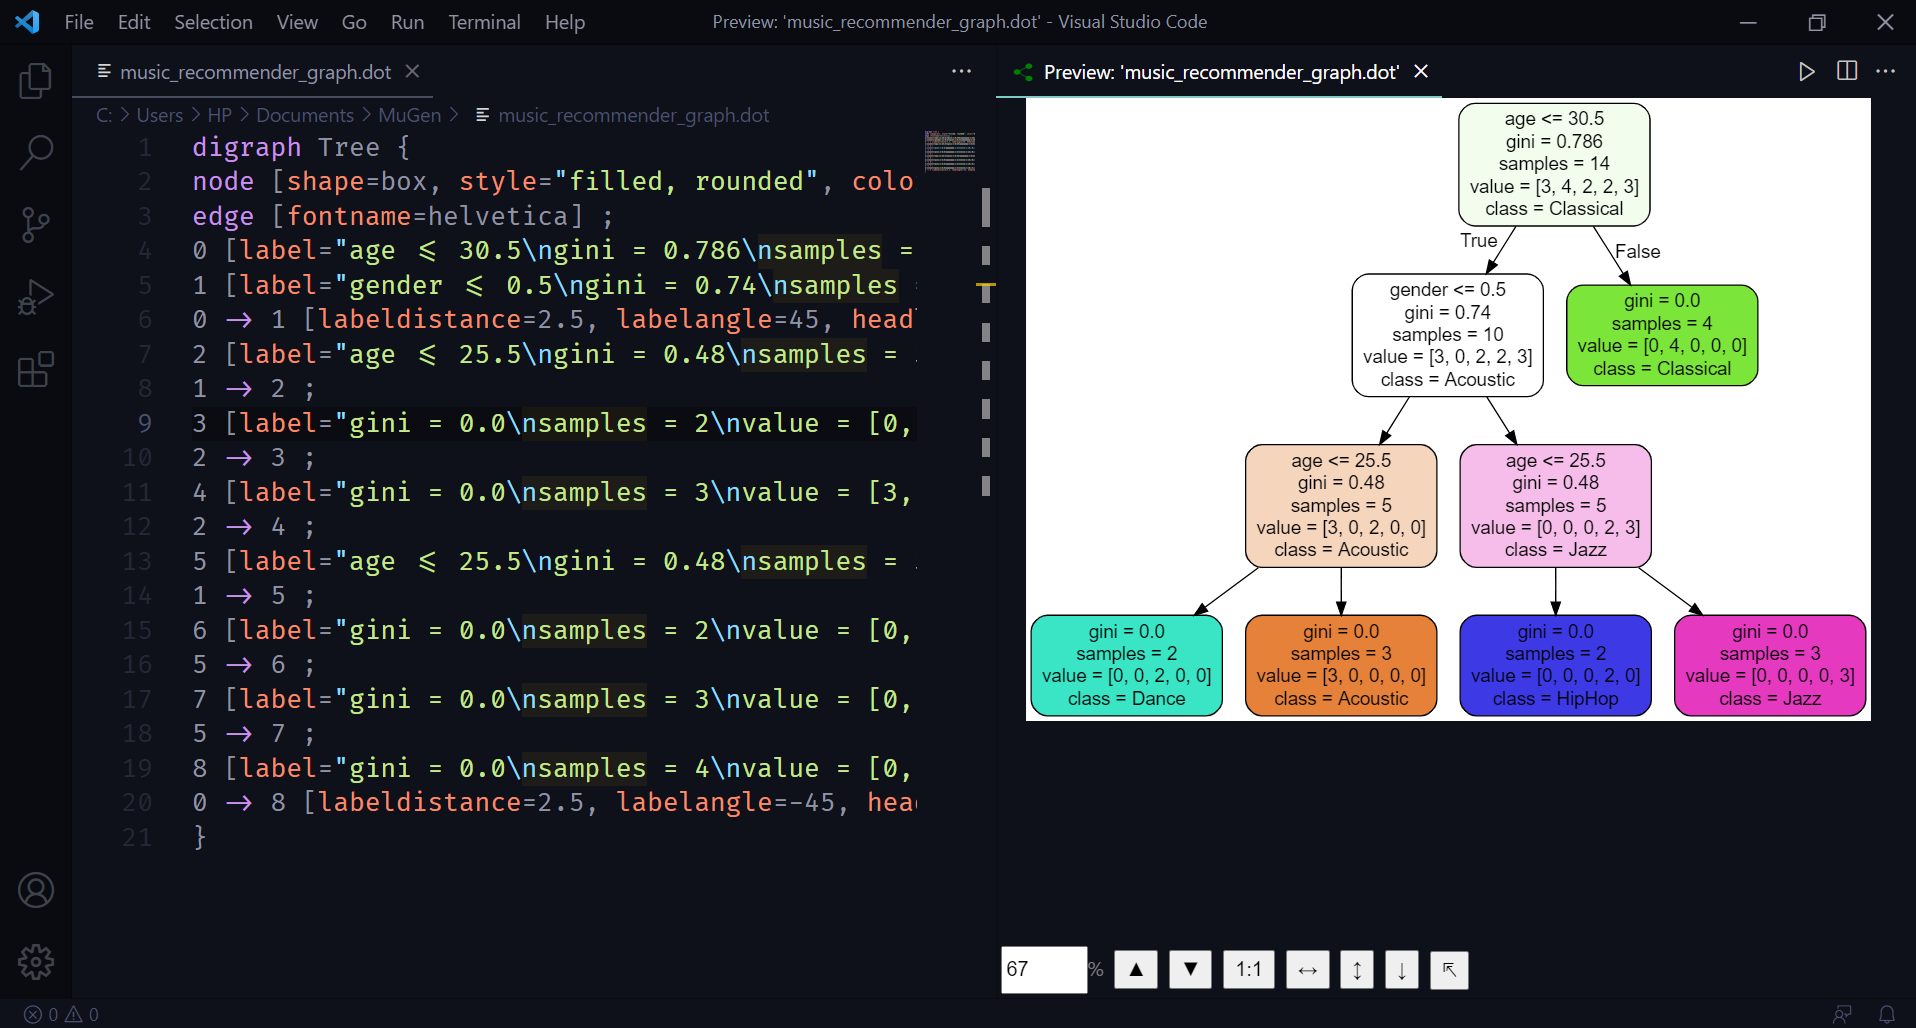 File Edit Selection View Go Run Terminal Help
Preview: 'music_recommender_graph.dot' - Visual Studio Code
music_recommender_graph.dot
C: > Users > HP > Documents > MuGen > music_recommender_graph.dot
1 digraph Tree {
2 node [shape=box, style="filled, rounded", colo
3 edge [fontname=helvetica] ;
4 0 [label="age <= 30.5\ngini = 0.786\nsamples =
5 1 [label="gender <= 0.5\ngini = 0.74\nsamples
6 0 -> 1 [labeldistance=2.5, labelangle=45, head
7 2 [label="age <= 25.5\ngini = 0.48\nsamples =
8 1 -> 2 ;
9 3 [label="gini = 0.0\nsamples = 2\nvalue = [0,
10 2 -> 3 ;
11 4 [label="gini = 0.0\nsamples = 3\nvalue = [3,
12 2 -> 4 ;
13 5 [label="age <= 25.5\ngini = 0.48\nsamples =
14 1 -> 5 ;
15 6 [label="gini = 0.0\nsamples = 2\nvalue = [0,
16 5 -> 6 ;
17 7 [label="gini = 0.0\nsamples = 3\nvalue = [0,
18 5 -> 7 ;
19 8 [label="gini = 0.0\nsamples = 4\nvalue = [0,
20 0 -> 8 [labeldistance=2.5, labelangle=-45, hea
21 }
Preview: 'music_recommender_graph.dot'
age <= 30.5
gini = 0.786
samples = 14
value = [3, 4, 2, 2, 3]
class = Classical
True
False
gender <= 0.5
gini = 0.74
samples = 10
value = [3, 0, 2, 2, 3]
class = Acoustic
gini = 0.0
samples = 4
value = [0, 4, 0, 0, 0]
class = Classical
age <= 25.5
gini = 0.48
samples = 5
value = [3, 0, 2, 0, 0]
class = Acoustic
age <= 25.5
gini = 0.48
samples = 5
value = [0, 0, 0, 2, 3]
class = Jazz
gini = 0.0
samples = 2
value = [0, 0, 2, 0, 0]
class = Dance
gini = 0.0
samples = 3
value = [3, 0, 0, 0, 0]
class = Acoustic
gini = 0.0
samples = 2
value = [0, 0, 0, 2, 0]
class = HipHop
gini = 0.0
samples = 3
value = [0, 0, 0, 0, 3]
class = Jazz
67 % ▲ ▼ 1:1 ↔ ↕ ↓ ↖
0 0